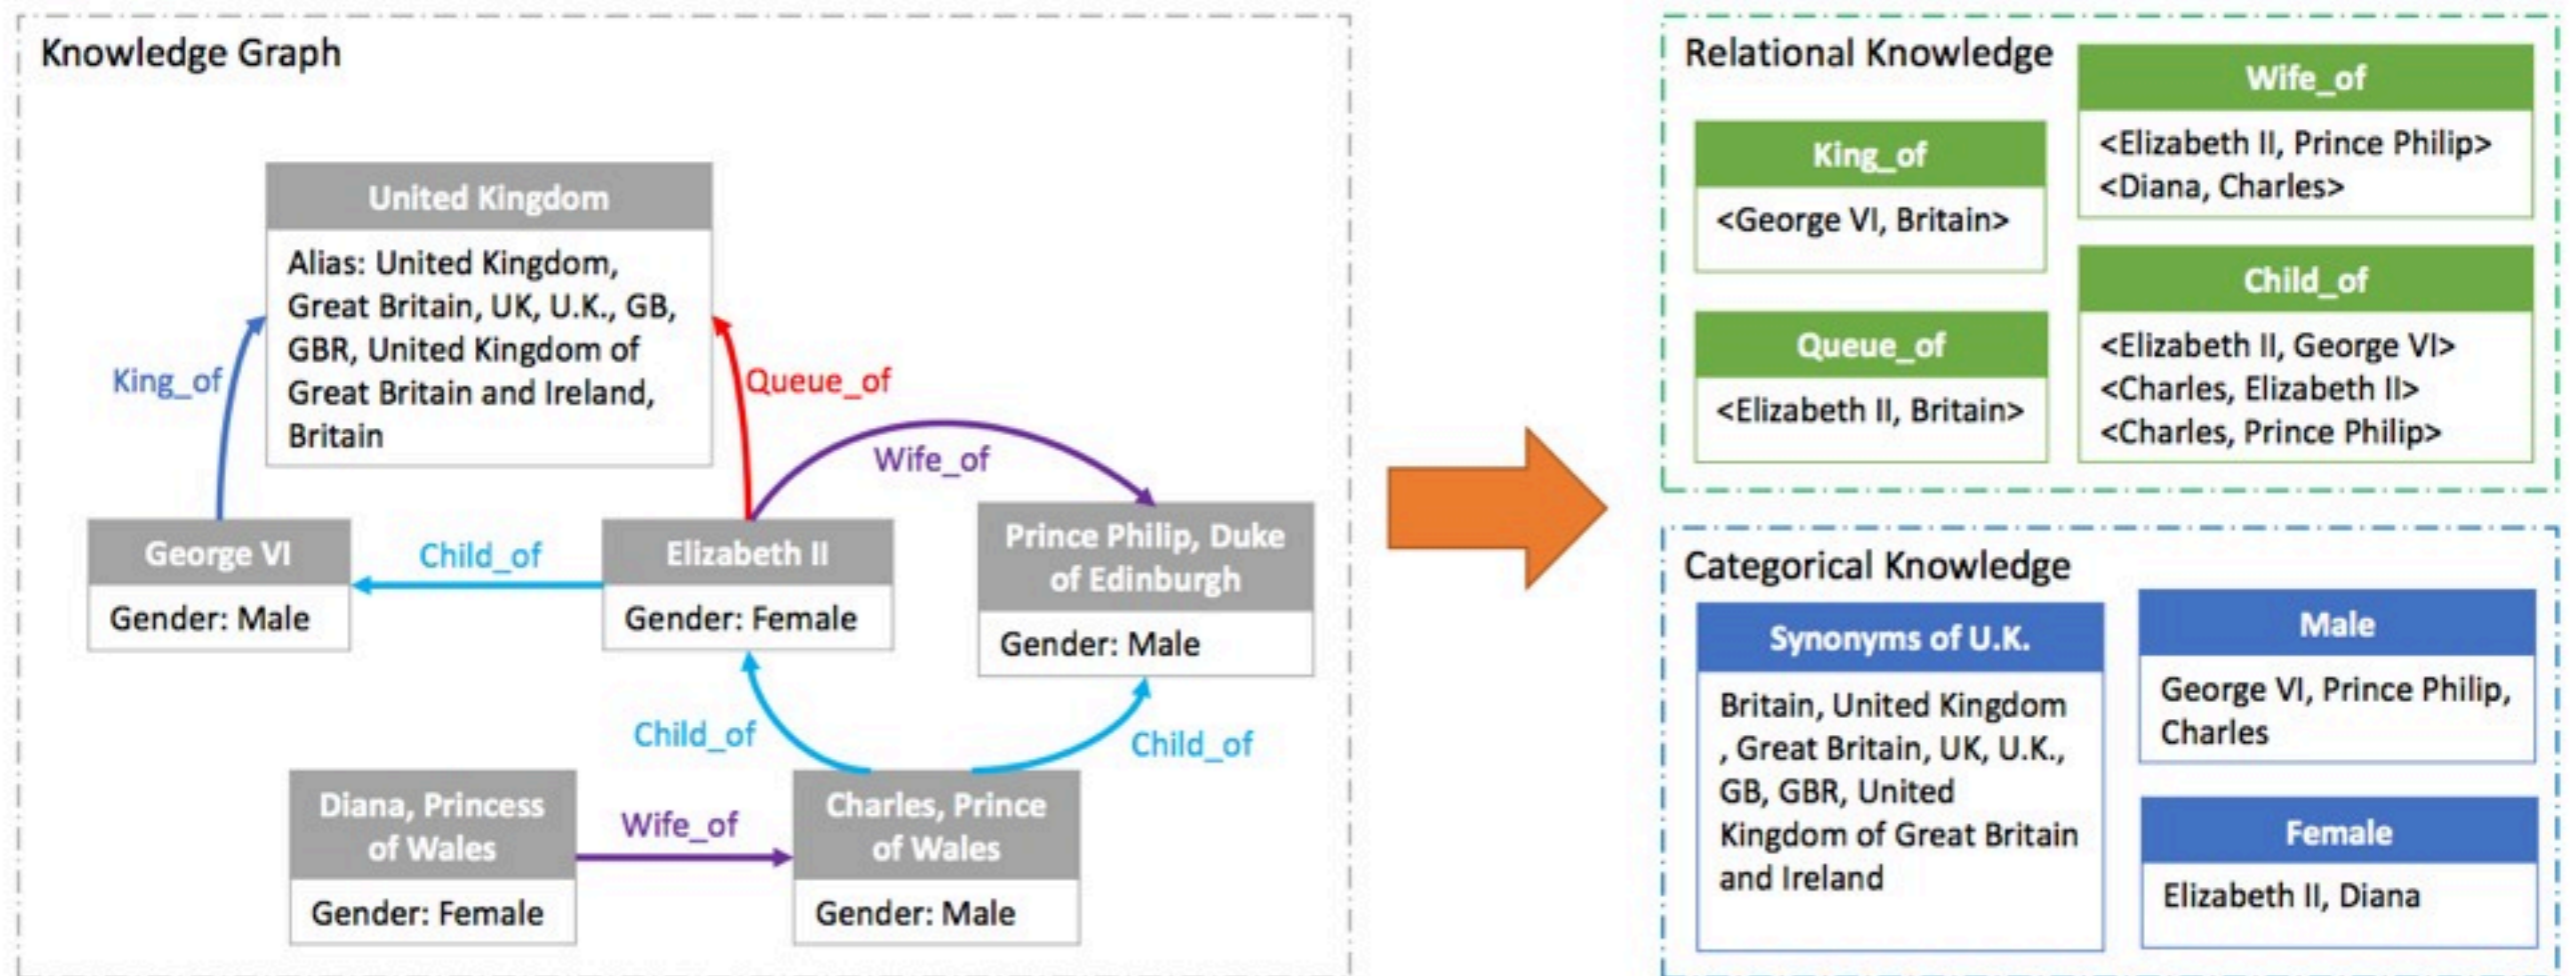 Knowledge Graph
United Kingdom
Alias: United Kingdom,
Great Britain, UK, U.K., GB,
GBR, United Kingdom of
Great Britain and Ireland,
Britain
King_of
Queue_of
Wife_of
George VI
Gender: Male
Child_of
Elizabeth II
Gender: Female
Prince Philip, Duke
of Edinburgh
Gender: Male
Child_of
Child_of
Diana, Princess
of Wales
Gender: Female
Wife_of
Charles, Prince
of Wales
Gender: Male
Relational Knowledge
King_of
<George VI, Britain>
Wife_of
<Elizabeth II, Prince Philip>
<Diana, Charles>
Queue_of
<Elizabeth II, Britain>
Child_of
<Elizabeth II, George VI>
<Charles, Elizabeth II>
<Charles, Prince Philip>
Categorical Knowledge
Synonyms of U.K.
Britain, United Kingdom
, Great Britain, UK, U.K.,
GB, GBR, United
Kingdom of Great Britain
and Ireland
Male
George VI, Prince Philip,
Charles
Female
Elizabeth II, Diana